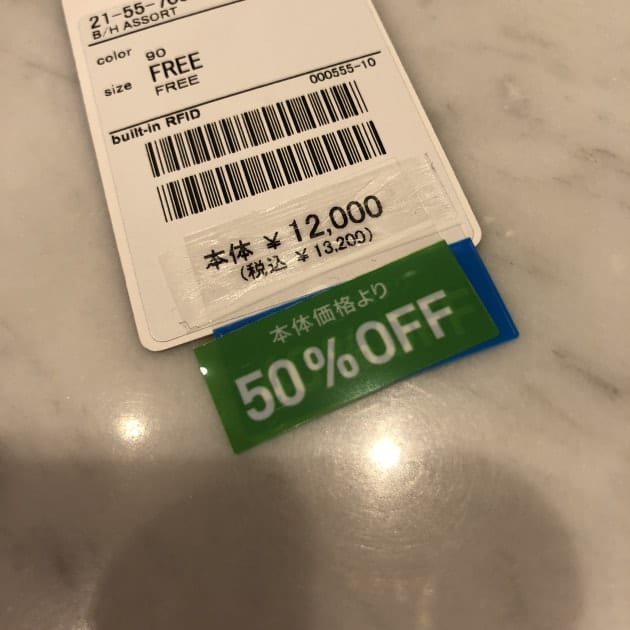 21-55-
B/H ASSORT
color 90
size FREE
FREE
000555-10
built-in RFID
本体 ¥ 12,000
(税込 ¥ 13,200)
本体価格より
50%OFF